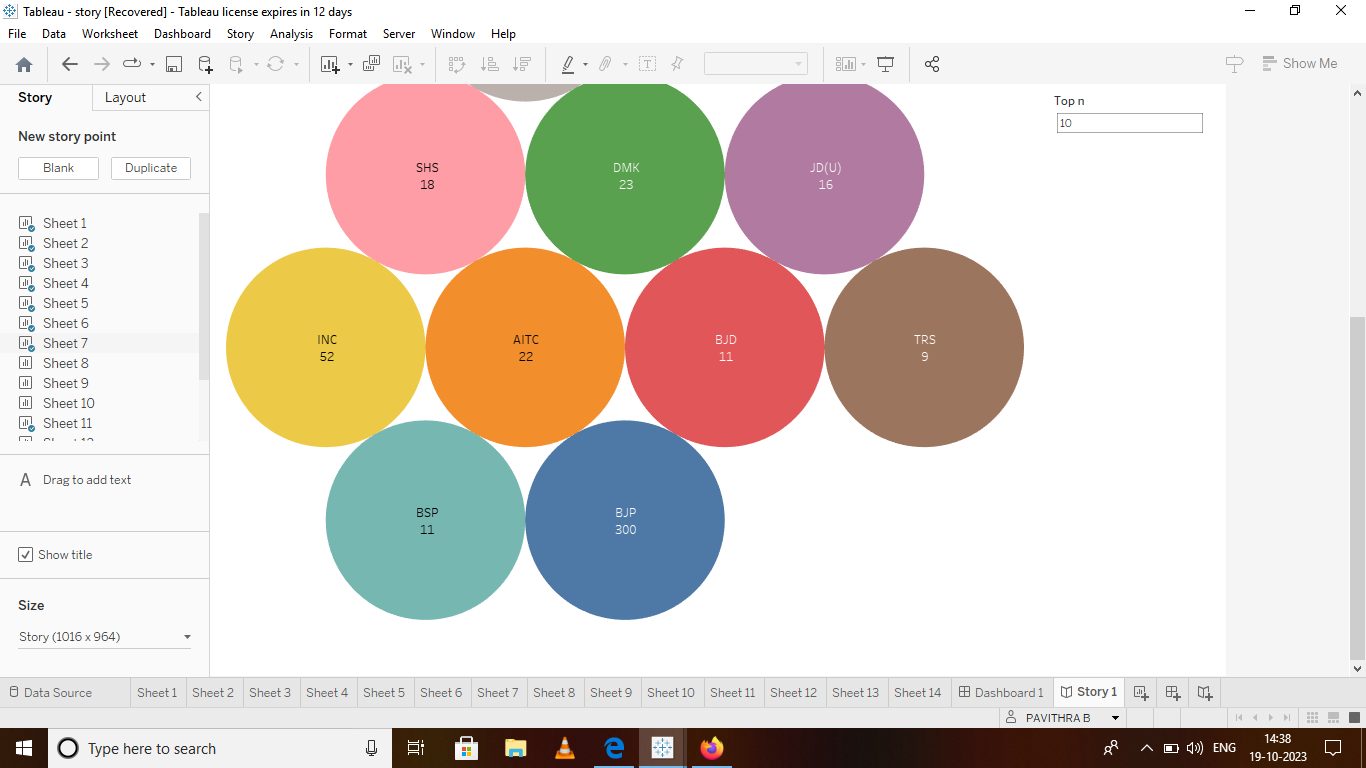 Tableau - story [Recovered] - Tableau license expires in 12 days
File Data Worksheet Dashboard Story Analysis Format Server Window Help
Show Me
Story Layout
New story point
Blank Duplicate
Sheet 1
Sheet 2
Sheet 3
Sheet 4
Sheet 5
Sheet 6
Sheet 7
Sheet 8
Sheet 9
Sheet 10
Sheet 11
A Drag to add text
Show title
Size
Story (1016 x 964)
Top n
10
SHS
18
DMK
23
JD(U)
16
INC
52
AITC
22
BJD
11
TRS
9
BSP
11
BJP
300
Data Source Sheet 1 Sheet 2 Sheet 3 Sheet 4 Sheet 5 Sheet 6 Sheet 7 Sheet 8 Sheet 9 Sheet 10 Sheet 11 Sheet 12 Sheet 13 Sheet 14 Dashboard 1 Story 1
PAVITHRA B
Type here to search
ENG
14:38
19-10-2023